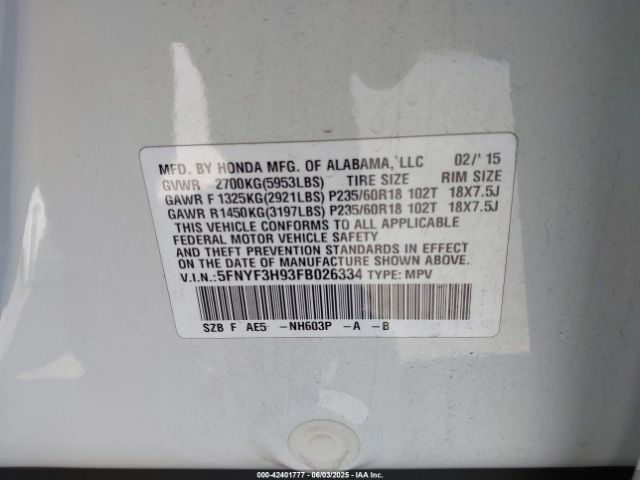 MFD. BY HONDA MFG. OF ALABAMA, LLC 02/' 15
GVWR 2700KG(5953LBS) TIRE SIZE RIM SIZE
GAWR F 1325KG(2921LBS) P235/60R18 102T 18X7.5J
GAWR R 1450KG(3197LBS) P235/60R18 102T 18X7.5J
THIS VEHICLE CONFORMS TO ALL APPLICABLE
FEDERAL MOTOR VEHICLE SAFETY
AND THEFT PREVENTION STANDARDS IN EFFECT
ON THE DATE OF MANUFACTURE SHOWN ABOVE.
V.I.N.: 5FNYF3H93FB026334 TYPE: MPV
SZB F AE5 -NH603P -A -B
000-42401777 - 06/03/2025 - IAAI.COM